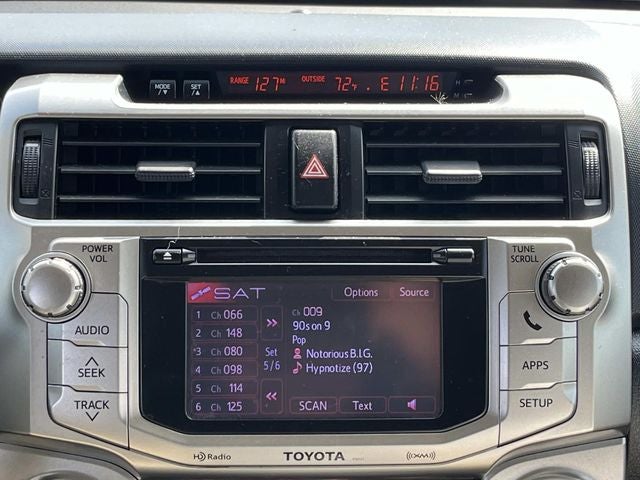 MODE /▼ SET /▲ RANGE 127MI OUTSIDE 72°F . E 11:16 H
M
POWER VOL
TUNE SCROLL
SAT Options Source
1 Ch 066 >> Ch 009
2 Ch 148 90s on 9
Pop
*3 Ch 080 Set 5/6 Notorious B.I.G.
4 Ch 098 Hypnotize (97)
5 Ch 114 <<
6 Ch 125 SCAN Text
AUDIO
SEEK APPS
TRACK SETUP
HD Radio TOYOTA ((XM))